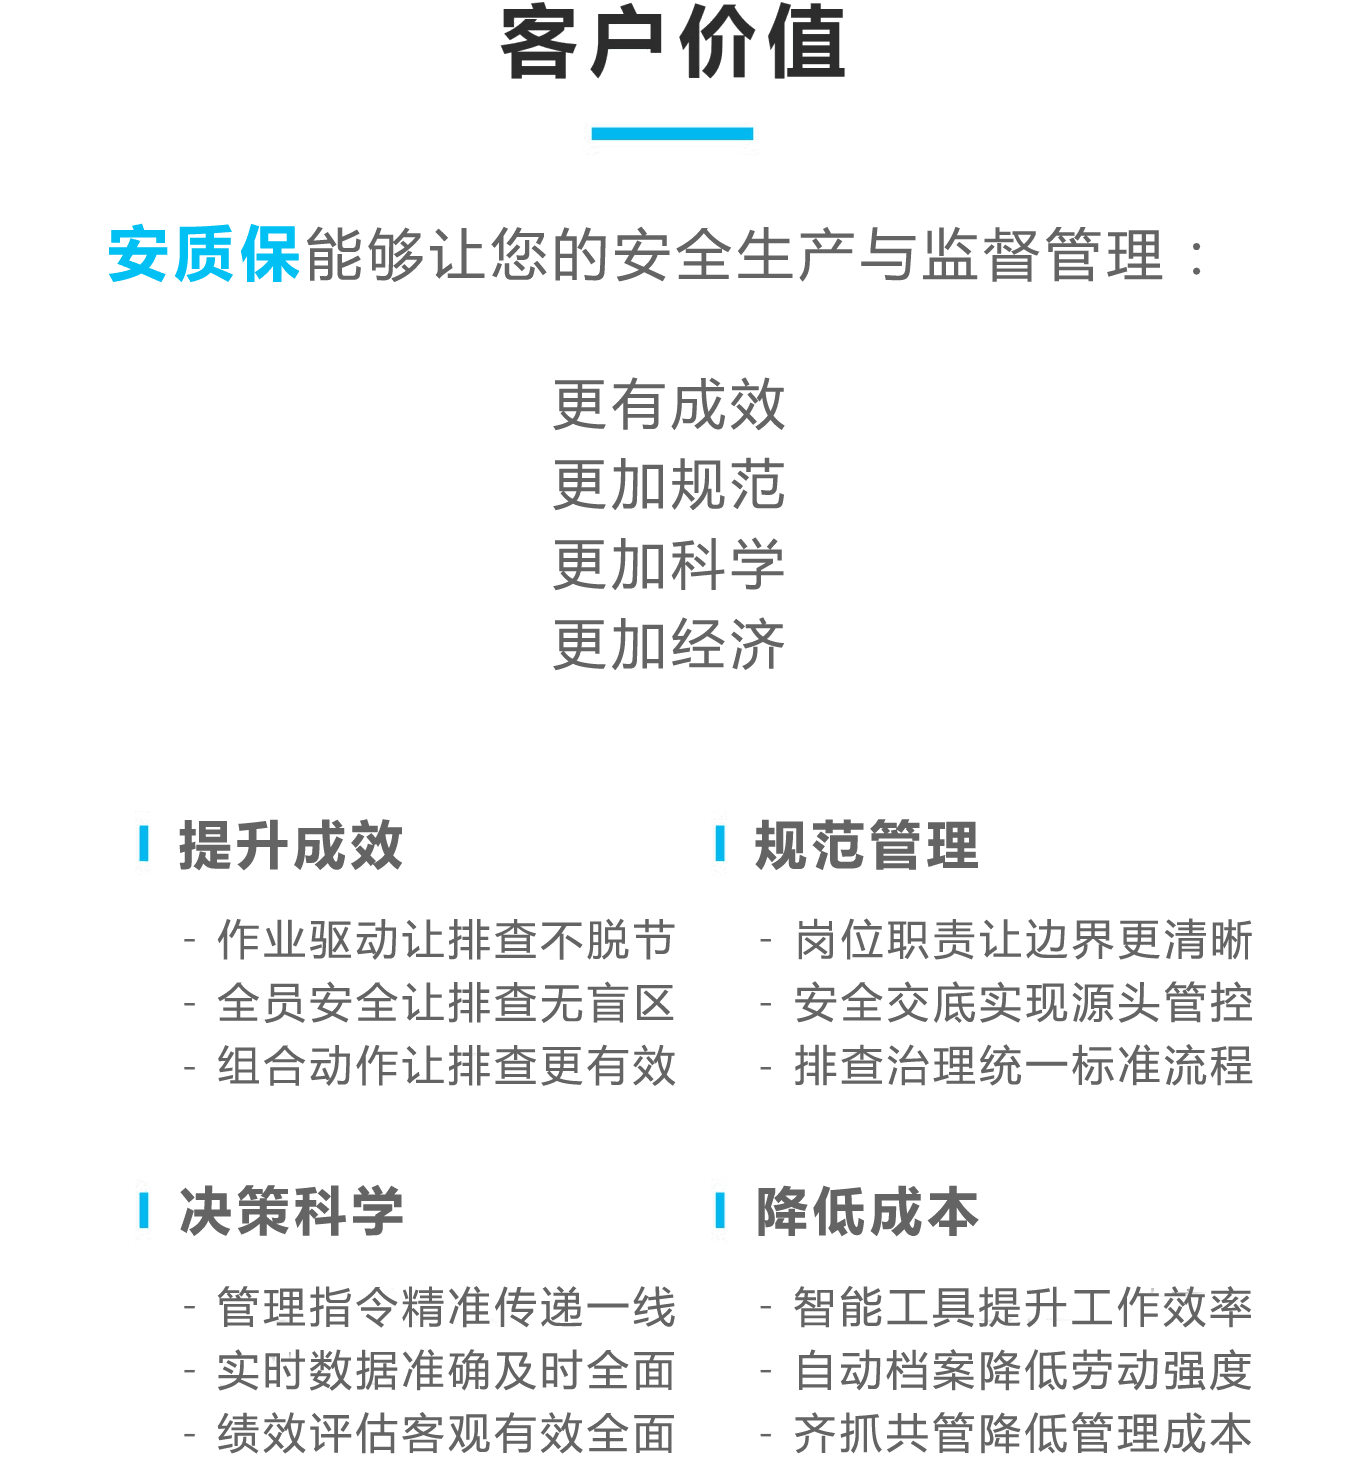 客户价值
安质保能够让您的安全生产与监督管理：
更有成效
更加规范
更加科学
更加经济
提升成效
- 作业驱动让排查不脱节
- 全员安全让排查无盲区
- 组合动作让排查更有效
规范管理
- 岗位职责让边界更清晰
- 安全交底实现源头管控
- 排查治理统一标准流程
决策科学
- 管理指令精准传递一线
- 实时数据准确及时全面
- 绩效评估客观有效全面
降低成本
- 智能工具提升工作效率
- 自动档案降低劳动强度
- 齐抓共管降低管理成本